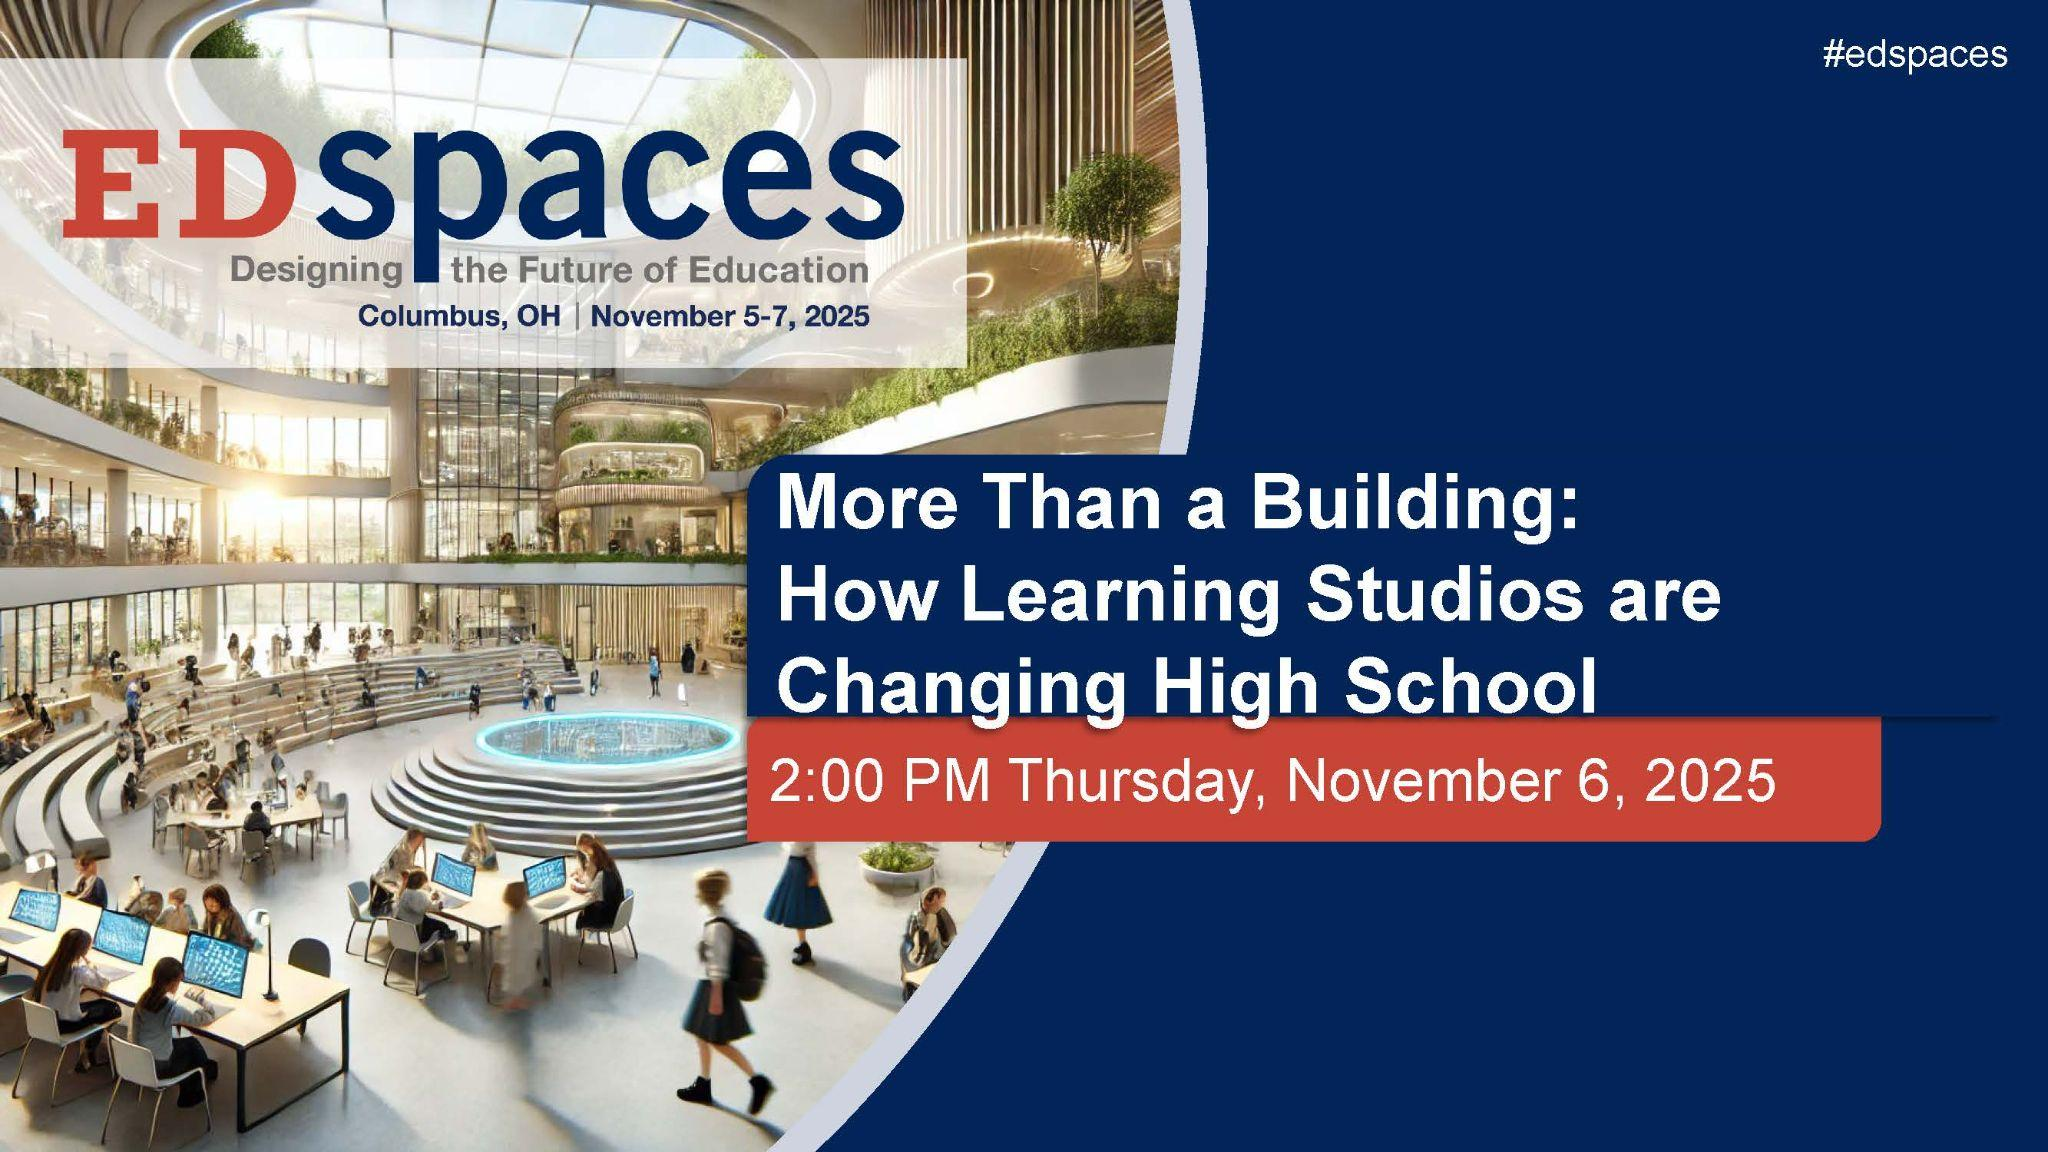 #edspaces
EDspaces
Designing the Future of Education
Columbus, OH | November 5-7, 2025
More Than a Building:
How Learning Studios are
Changing High School
2:00 PM Thursday, November 6, 2025